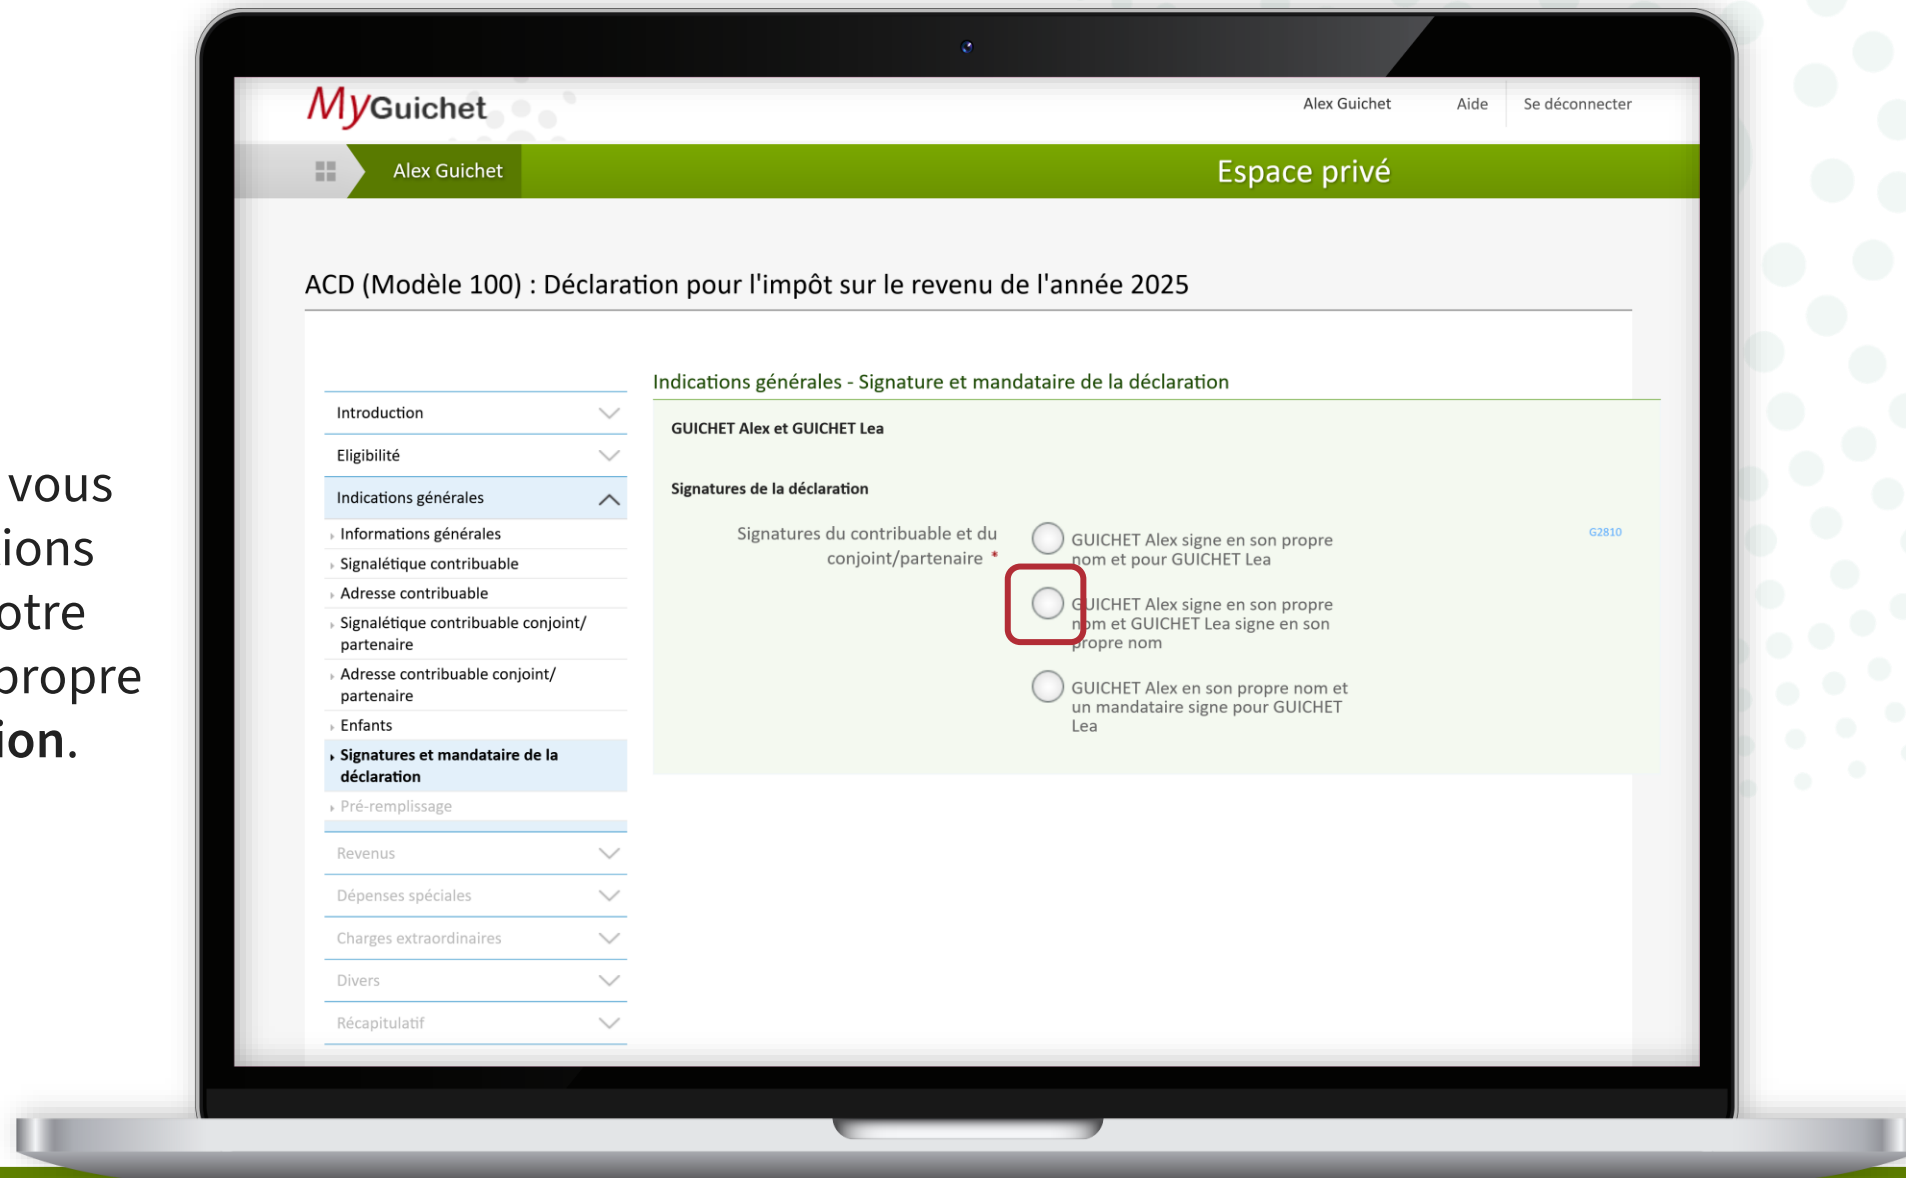 vous
ions
otre
propre
ion.
MyGuichet
Alex Guichet
Aide
Se déconnecter
Alex Guichet
Espace privé
ACD (Modèle 100) : Déclaration pour l'impôt sur le revenu de l'année 2025
Introduction
Eligibilité
Indications générales
Informations générales
Signalétique contribuable
Adresse contribuable
Signalétique contribuable conjoint/
partenaire
Adresse contribuable conjoint/
partenaire
Enfants
Signatures et mandataire de la
déclaration
Pré-remplissage
Revenus
Dépenses spéciales
Charges extraordinaires
Divers
Récapitulatif
Indications générales - Signature et mandataire de la déclaration
GUICHET Alex et GUICHET Lea
Signatures de la déclaration
Signatures du contribuable et du
conjoint/partenaire *
GUICHET Alex signe en son propre
nom et pour GUICHET Lea
G2810
GUICHET Alex signe en son propre
nom et GUICHET Lea signe en son
propre nom
GUICHET Alex en son propre nom et
un mandataire signe pour GUICHET
Lea